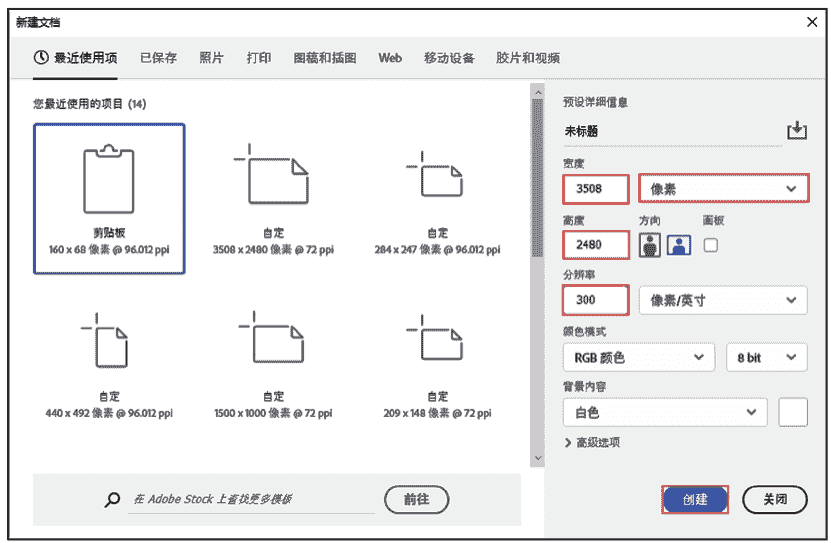 新建文档
最近使用项 已保存 照片 打印 图稿和插图 Web 移动设备 胶片和视频
您最近使用的项目 (14)
剪贴板
160 x 68 像素 @ 96.012 ppi
自定
3508 x 2480 像素 @ 72 ppi
自定
284 x 247 像素 @ 96.012 ppi
自定
440 x 492 像素 @ 96.012 ppi
自定
1500 x 1000 像素 @ 72 ppi
自定
209 x 148 像素 @ 72 ppi
在 Adobe Stock 上查找更多模板
前往
预设详细信息
未标题
宽度
3508 像素
高度 方向 画板
2480
分辨率
300 像素/英寸
颜色模式
RGB 颜色 8 bit
背景内容
白色
高级选项
创建 关闭